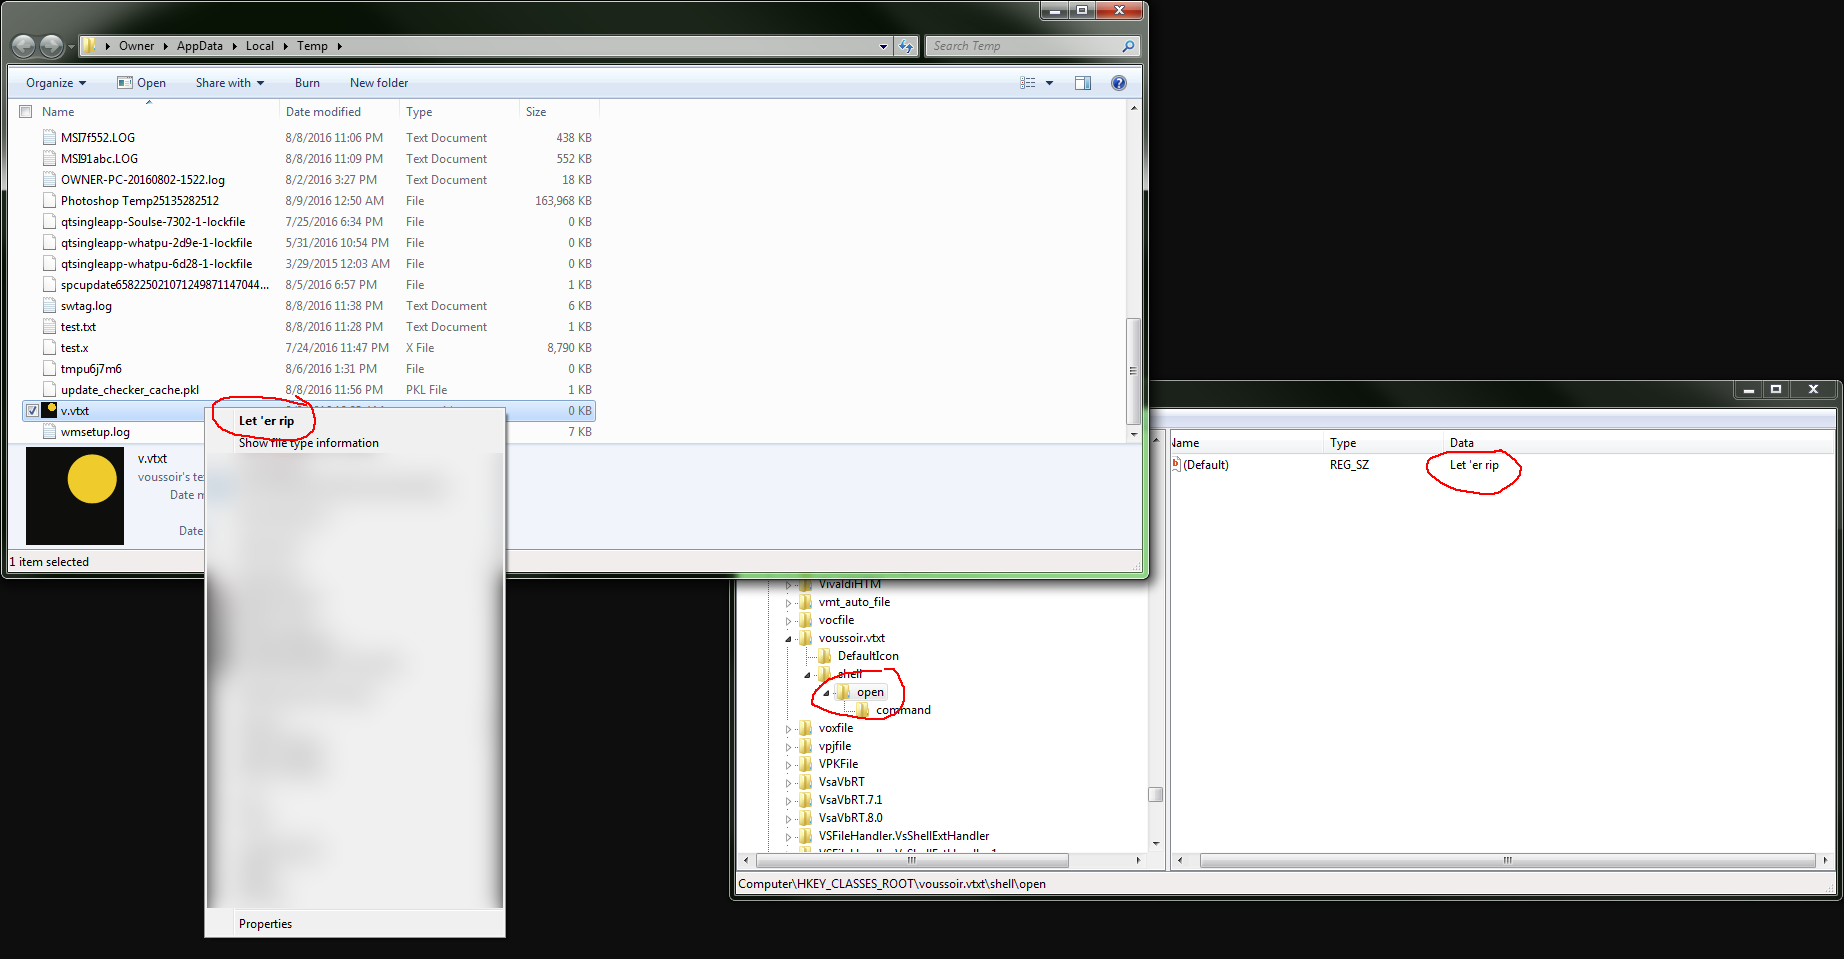 Owner AppData Local Temp
Search Temp
Organize Open Share with Burn New folder
Name Date modified Type Size
MSI7f552.LOG 8/8/2016 11:06 PM Text Document 438 KB
MSI91abc.LOG 8/8/2016 11:09 PM Text Document 552 KB
OWNER-PC-20160802-1522.log 8/2/2016 3:27 PM Text Document 18 KB
Photoshop Temp25135282512 8/9/2016 12:50 AM File 163,968 KB
qtsingleapp-Soulse-7302-1-lockfile 7/25/2016 6:34 PM File 0 KB
qtsingleapp-whatpu-2d9e-1-lockfile 5/31/2016 10:54 PM File 0 KB
qtsingleapp-whatpu-6d28-1-lockfile 3/29/2015 12:03 AM File 0 KB
spcupdate658225021071249871147044... 8/5/2016 6:57 PM File 1 KB
swtag.log 8/8/2016 11:38 PM Text Document 6 KB
test.txt 8/8/2016 11:28 PM Text Document 1 KB
test.x 7/24/2016 11:47 PM X File 8,790 KB
tmpu6j7m6 8/6/2016 1:31 PM File 0 KB
update_checker_cache.pkl 8/8/2016 11:56 PM PKL File 1 KB
v.vtxt 0 KB
wmsetup.log 7 KB
Let 'er rip
Show file type information
Properties
v.vtxt
voussoir's te
Date m
Date
1 item selected
Name Type Data
(Default) REG_SZ Let 'er rip
VivaldiHTM
vmt_auto_file
vocfile
voussoir.vtxt
DefaultIcon
shell
open
command
voxfile
vpjfile
VPKFile
VsaVbRT
VsaVbRT.7.1
VsaVbRT.8.0
VSFileHandler.VsShellExtHandler
Computer\HKEY_CLASSES_ROOT\voussoir.vtxt\shell\open